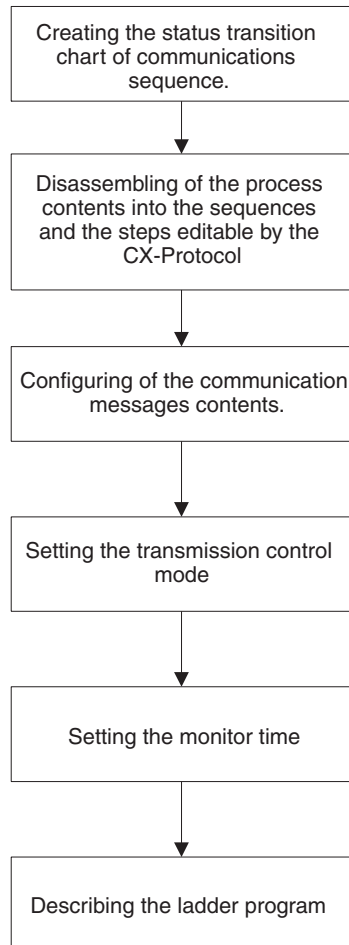 Creating the status transition
chart of communications
sequence.
Disassembling of the process
contents into the sequences
and the steps editable by the
CX-Protocol
Configuring of the communication
messages contents.
Setting the transmission control
mode
Setting the monitor time
Describing the ladder program